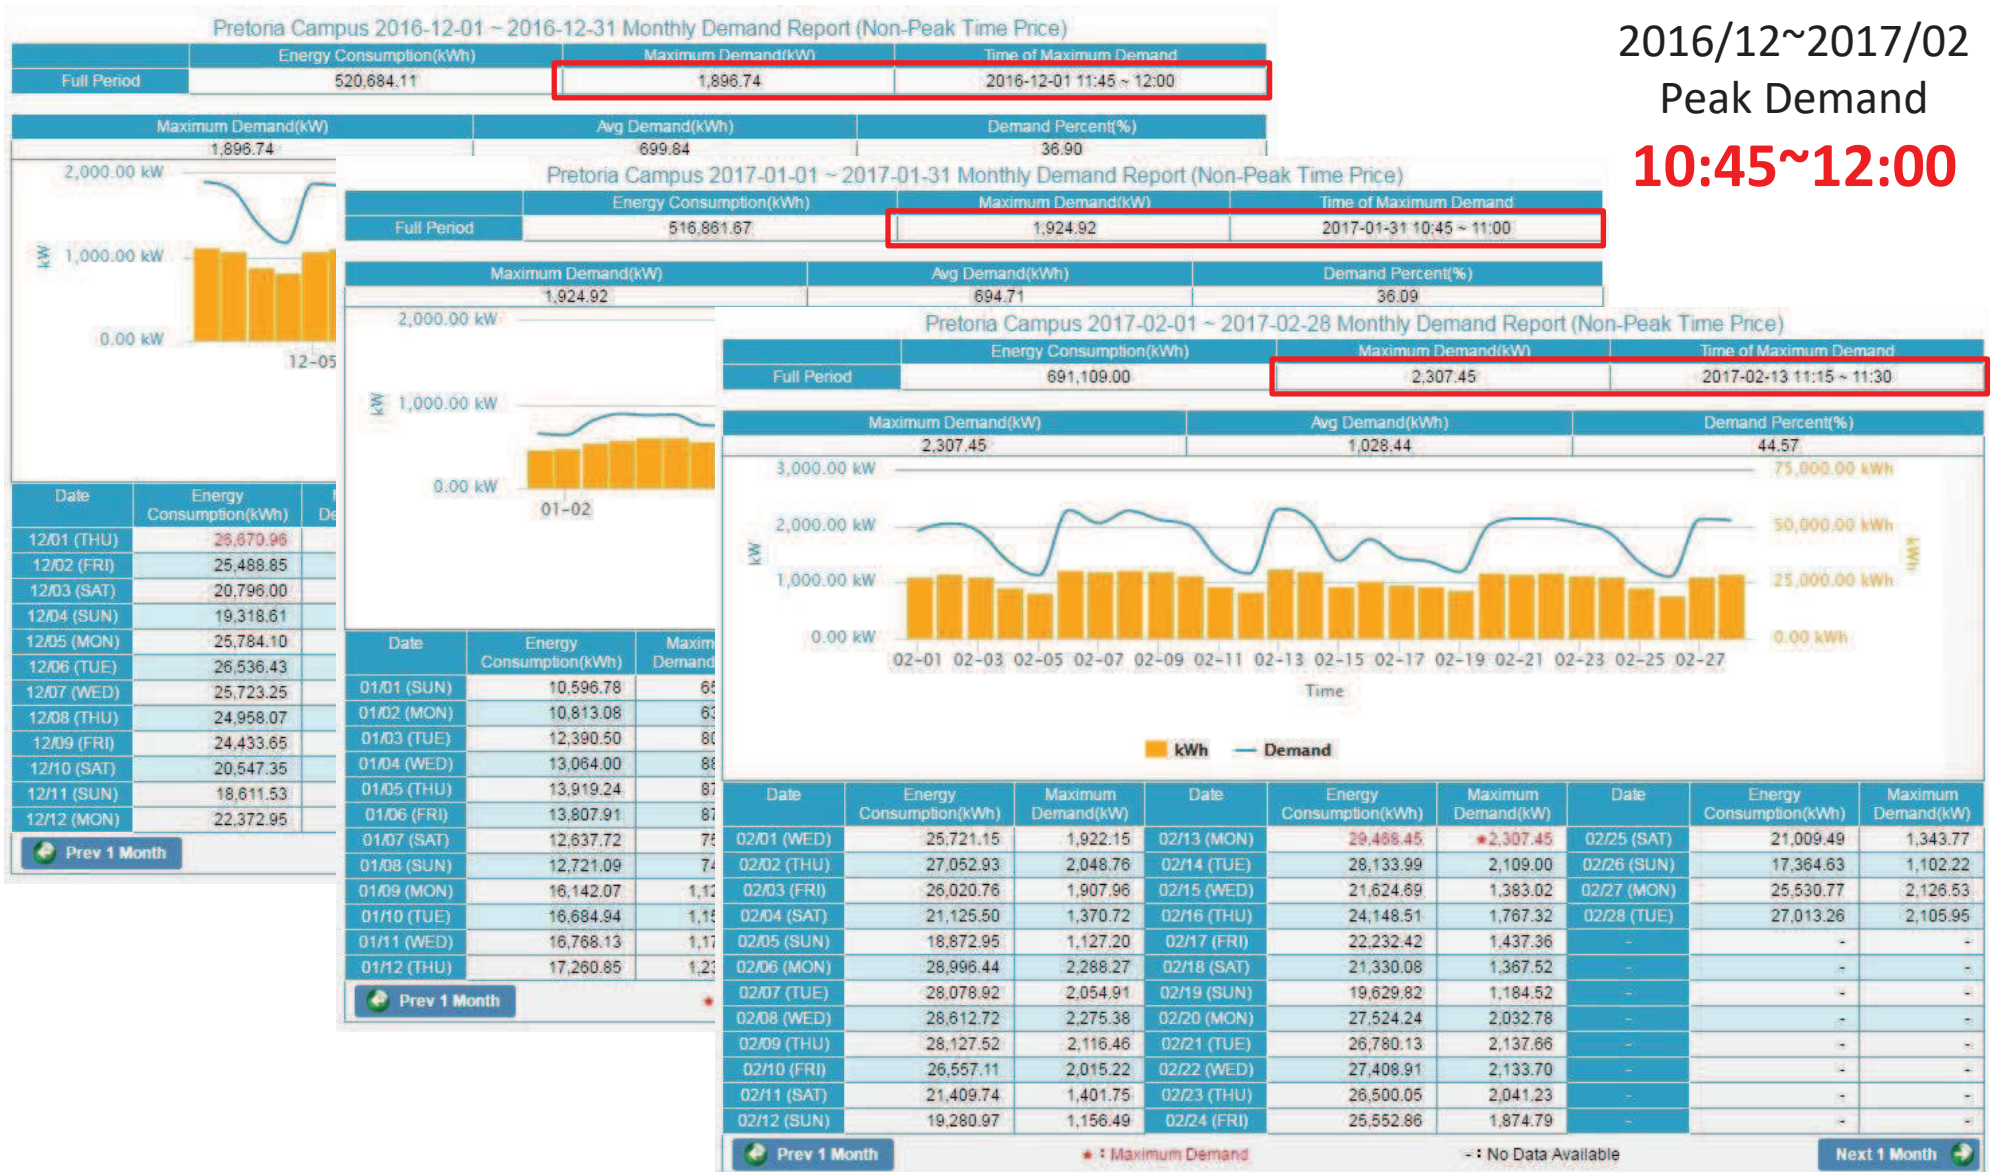 Pretoria Campus 2016-12-01 ~ 2016-12-31 Monthly Demand Report (Non-Peak Time Price)
Energy Consumption(kWh) Maximum Demand(kW) Time of Maximum Demand
Full Period 520,684.11 1,896.74 2016-12-01 11:45 ~ 12:00
Maximum Demand(kW) Avg Demand(kWh) Demand Percent(%)
1,896.74 699.84 36.90
2,000.00 kW
kW
1,000.00 kW
0.00 kW
12-05
Date Energy Consumption(kWh)
12/01 (THU) 26,670.96
12/02 (FRI) 25,488.85
12/03 (SAT) 20,796.00
12/04 (SUN) 19,318.61
12/05 (MON) 25,784.10
12/06 (TUE) 26,536.43
12/07 (WED) 25,723.25
12/08 (THU) 24,958.07
12/09 (FRI) 24,433.65
12/10 (SAT) 20,547.35
12/11 (SUN) 18,611.53
12/12 (MON) 22,372.95
Prev 1 Month
2016/12~2017/02
Peak Demand
10:45~12:00
Pretoria Campus 2017-01-01 ~ 2017-01-31 Monthly Demand Report (Non-Peak Time Price)
Energy Consumption(kWh) Maximum Demand(kW) Time of Maximum Demand
Full Period 516,861.67 1,924.92 2017-01-31 10:45 ~ 11:00
Maximum Demand(kW) Avg Demand(kWh) Demand Percent(%)
1,924.92 694.71 36.09
2,000.00 kW
kW
1,000.00 kW
0.00 kW
01-02
Date Energy Consumption(kWh) Maxim Demand
01/01 (SUN) 10,596.78 65
01/02 (MON) 10,813.08 63
01/03 (TUE) 12,390.50 80
01/04 (WED) 13,064.00 88
01/05 (THU) 13,919.24 87
01/06 (FRI) 13,807.91 87
01/07 (SAT) 12,637.72 75
01/08 (SUN) 12,721.09 74
01/09 (MON) 16,142.07 1,12
01/10 (TUE) 16,684.94 1,15
01/11 (WED) 16,768.13 1,17
01/12 (THU) 17,260.85 1,23
Prev 1 Month
Pretoria Campus 2017-02-01 ~ 2017-02-28 Monthly Demand Report (Non-Peak Time Price)
Energy Consumption(kWh) Maximum Demand(kW) Time of Maximum Demand
Full Period 691,109.00 2,307.45 2017-02-13 11:15 ~ 11:30
Maximum Demand(kW) Avg Demand(kWh) Demand Percent(%)
2,307.45 1,028.44 44.57
3,000.00 kW 75,000.00 kWh
2,000.00 kW 50,000.00 kWh
kW kWh
1,000.00 kW 25,000.00 kWh
0.00 kW 0.00 kWh
02-01 02-03 02-05 02-07 02-09 02-11 02-13 02-15 02-17 02-19 02-21 02-23 02-25 02-27
Time
kWh Demand
Date Energy Consumption(kWh) Maximum Demand(kW) Date Energy Consumption(kWh) Maximum Demand(kW) Date Energy Consumption(kWh) Maximum Demand(kW)
02/01 (WED) 25,721.15 1,922.15 02/13 (MON) 29,468.45 ★2,307.45 02/25 (SAT) 21,009.49 1,343.77
02/02 (THU) 27,052.93 2,048.76 02/14 (TUE) 28,133.99 2,109.00 02/26 (SUN) 17,364.63 1,102.22
02/03 (FRI) 26,020.76 1,907.96 02/15 (WED) 21,624.69 1,383.02 02/27 (MON) 25,530.77 2,126.53
02/04 (SAT) 21,125.50 1,370.72 02/16 (THU) 24,148.51 1,767.32 02/28 (TUE) 27,013.26 2,105.95
02/05 (SUN) 18,872.95 1,127.20 02/17 (FRI) 22,232.42 1,437.36 - - -
02/06 (MON) 28,996.44 2,288.27 02/18 (SAT) 21,330.08 1,367.52 - - -
02/07 (TUE) 28,078.92 2,054.91 02/19 (SUN) 19,629.82 1,184.52 - - -
02/08 (WED) 28,612.72 2,275.38 02/20 (MON) 27,524.24 2,032.78 - - -
02/09 (THU) 28,127.52 2,116.46 02/21 (TUE) 26,780.13 2,137.66 - - -
02/10 (FRI) 26,557.11 2,015.22 02/22 (WED) 27,408.91 2,133.70 - - -
02/11 (SAT) 21,409.74 1,401.75 02/23 (THU) 26,500.05 2,041.23 - - -
02/12 (SUN) 19,280.97 1,156.49 02/24 (FRI) 25,552.86 1,874.79 - - -
Prev 1 Month ★ : Maximum Demand - : No Data Available Next 1 Month